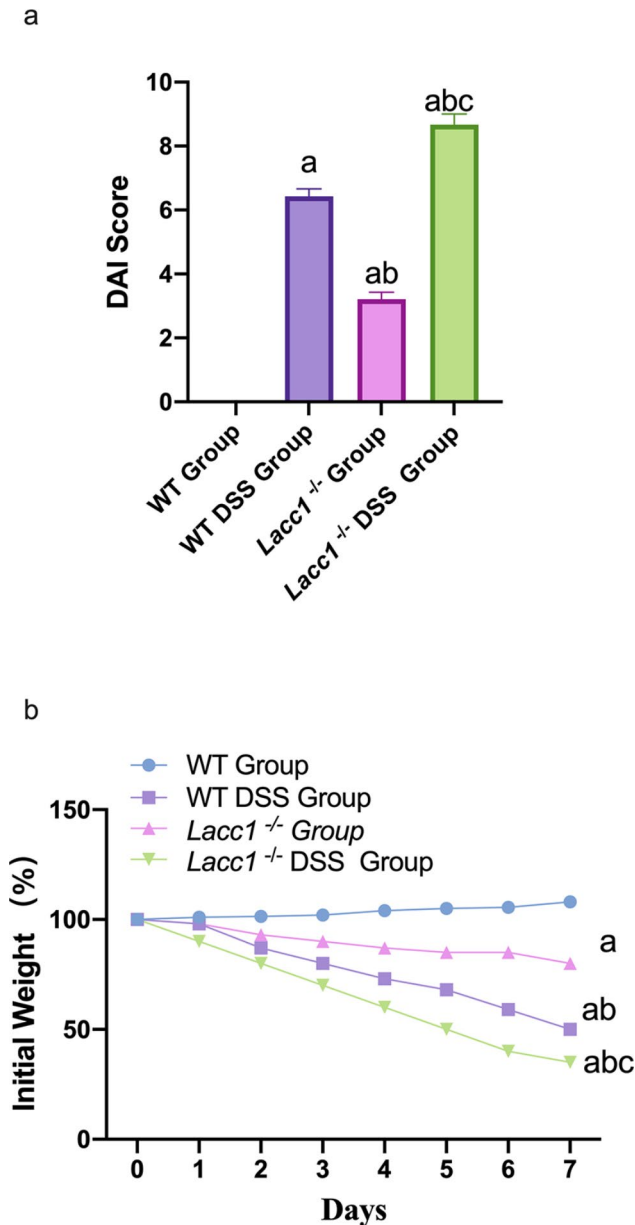 a
DAI Score
10
8
6
4
2
0
a
ab
abc
WT Group
WT DSS Group
Lacc1 -/- Group
Lacc1 -/- DSS Group
b
WT Group
WT DSS Group
Lacc1 -/- Group
Lacc1 -/- DSS Group
Initial Weight (%)
150
100
50
0
a
ab
abc
0 1 2 3 4 5 6 7
Days